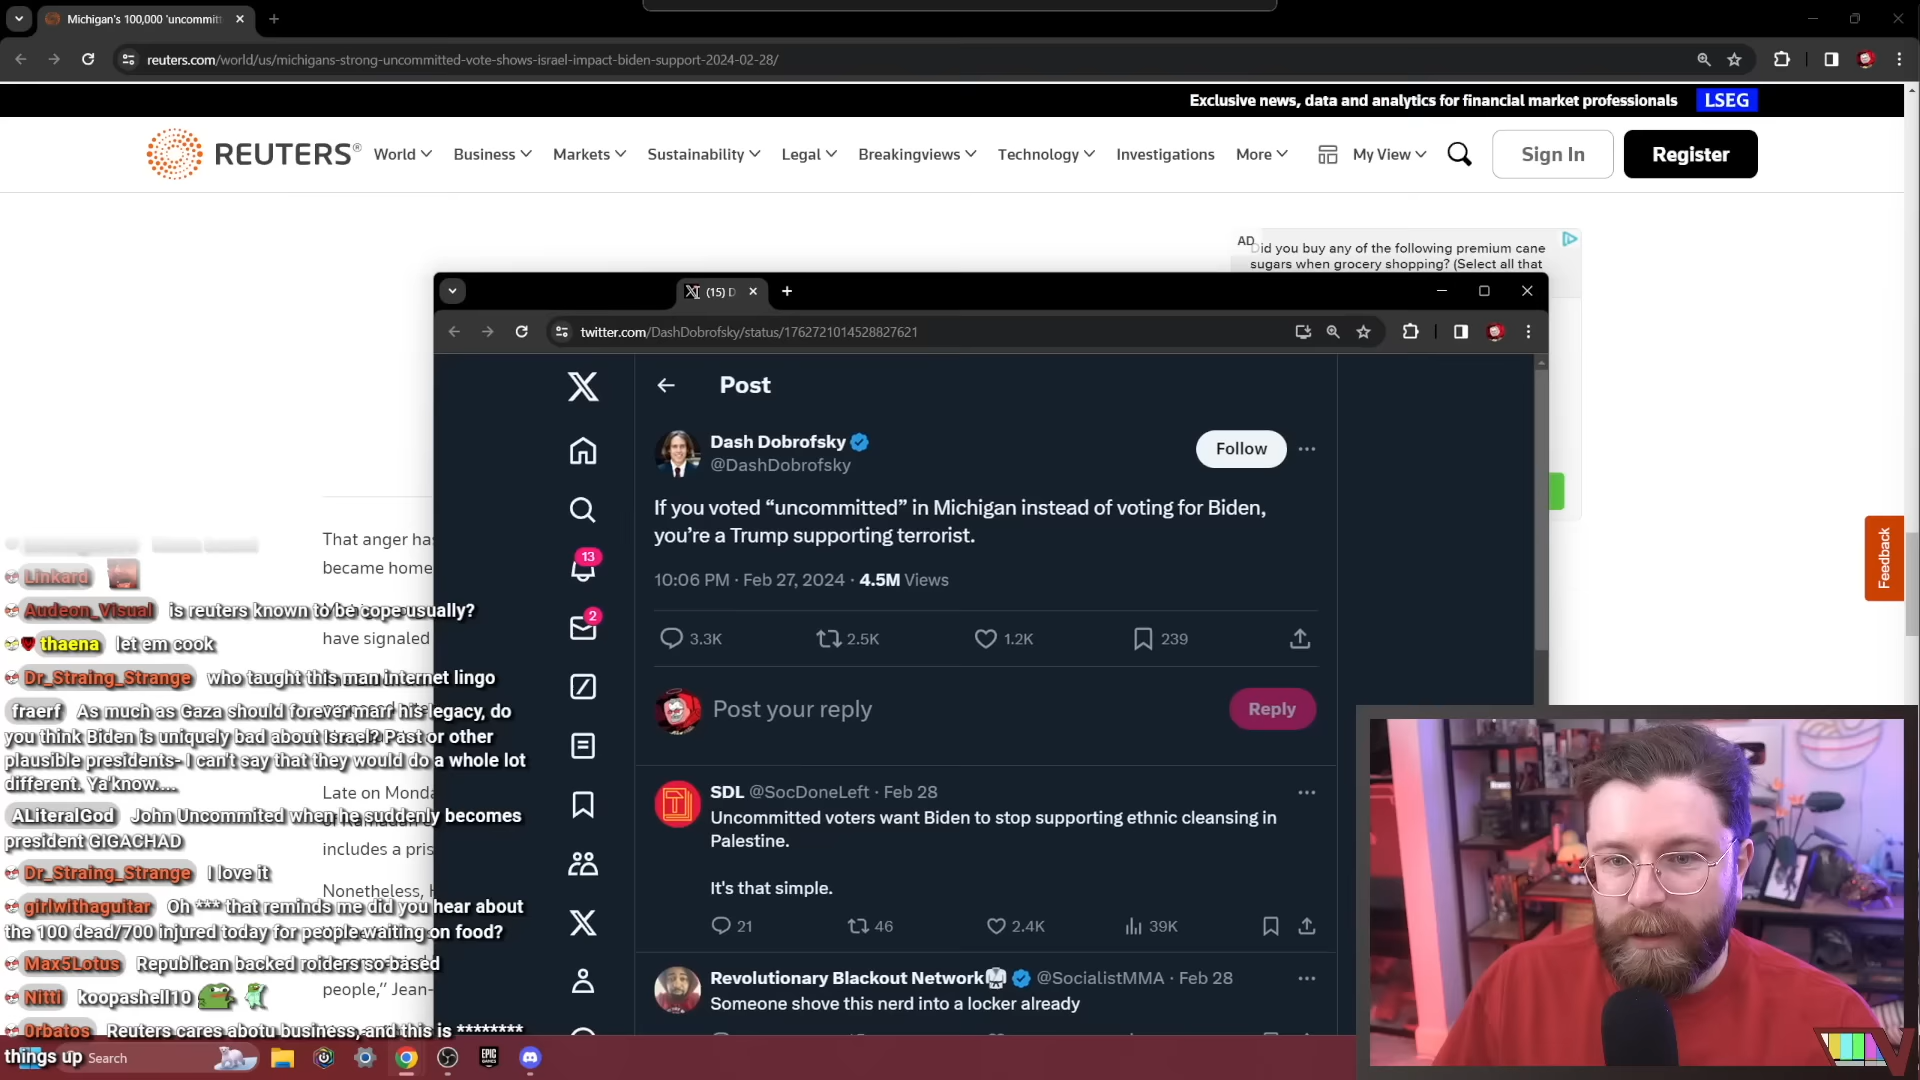 Michigan's 100,000 'uncommitt
reuters.com/world/us/michigans-strong-uncommitted-vote-shows-israel-impact-biden-support-2024-02-28/
Exclusive news, data and analytics for financial market professionals LSEG
REUTERS® World Business Markets Sustainability Legal Breakingviews Technology Investigations More My View Sign In Register
AD
Did you buy any of the following premium cane
sugars when grocery shopping? (Select all that
(15) D
twitter.com/DashDobrofsky/status/1762721014528827621
Post
Dash Dobrofsky
@DashDobrofsky
Follow
If you voted “uncommitted” in Michigan instead of voting for Biden,
you’re a Trump supporting terrorist.
10:06 PM · Feb 27, 2024 · 4.5M Views
3.3K 2.5K 1.2K 239
13
2
Post your reply
Reply
SDL @SocDoneLeft · Feb 28
Uncommitted voters want Biden to stop supporting ethnic cleansing in
Palestine.
It's that simple.
21 46 2.4K 39K
Revolutionary Blackout Network @SocialistMMA · Feb 28
Someone shove this nerd into a locker already
Feedback
That anger ha
became home
have signaled
Late on Monda
includes a pris
Nonetheless, H
people,” Jean-
Linkard
Audeon_Visual is reuters known to be cope usually?
thaena let em cook
Dr_Straing_Strange who taught this man internet lingo
fraerf As much as Gaza should forever marr his legacy, do
you think Biden is uniquely bad about Israel? Past or other
plausible presidents- I can't say that they would do a whole lot
different. Ya'know....
ALiteralGod John Uncommited when he suddenly becomes
president GIGACHAD
Dr_Straing_Strange I love it
girlwithaguitar Oh *** that reminds me did you hear about
the 100 dead/700 injured today for people waiting on food?
Max5Lotus Republican backed roiders so based
Nittl koopashell10
0rbatos Reuters cares abotu business, and this is ********
things up
Search
EPIC
GAMES